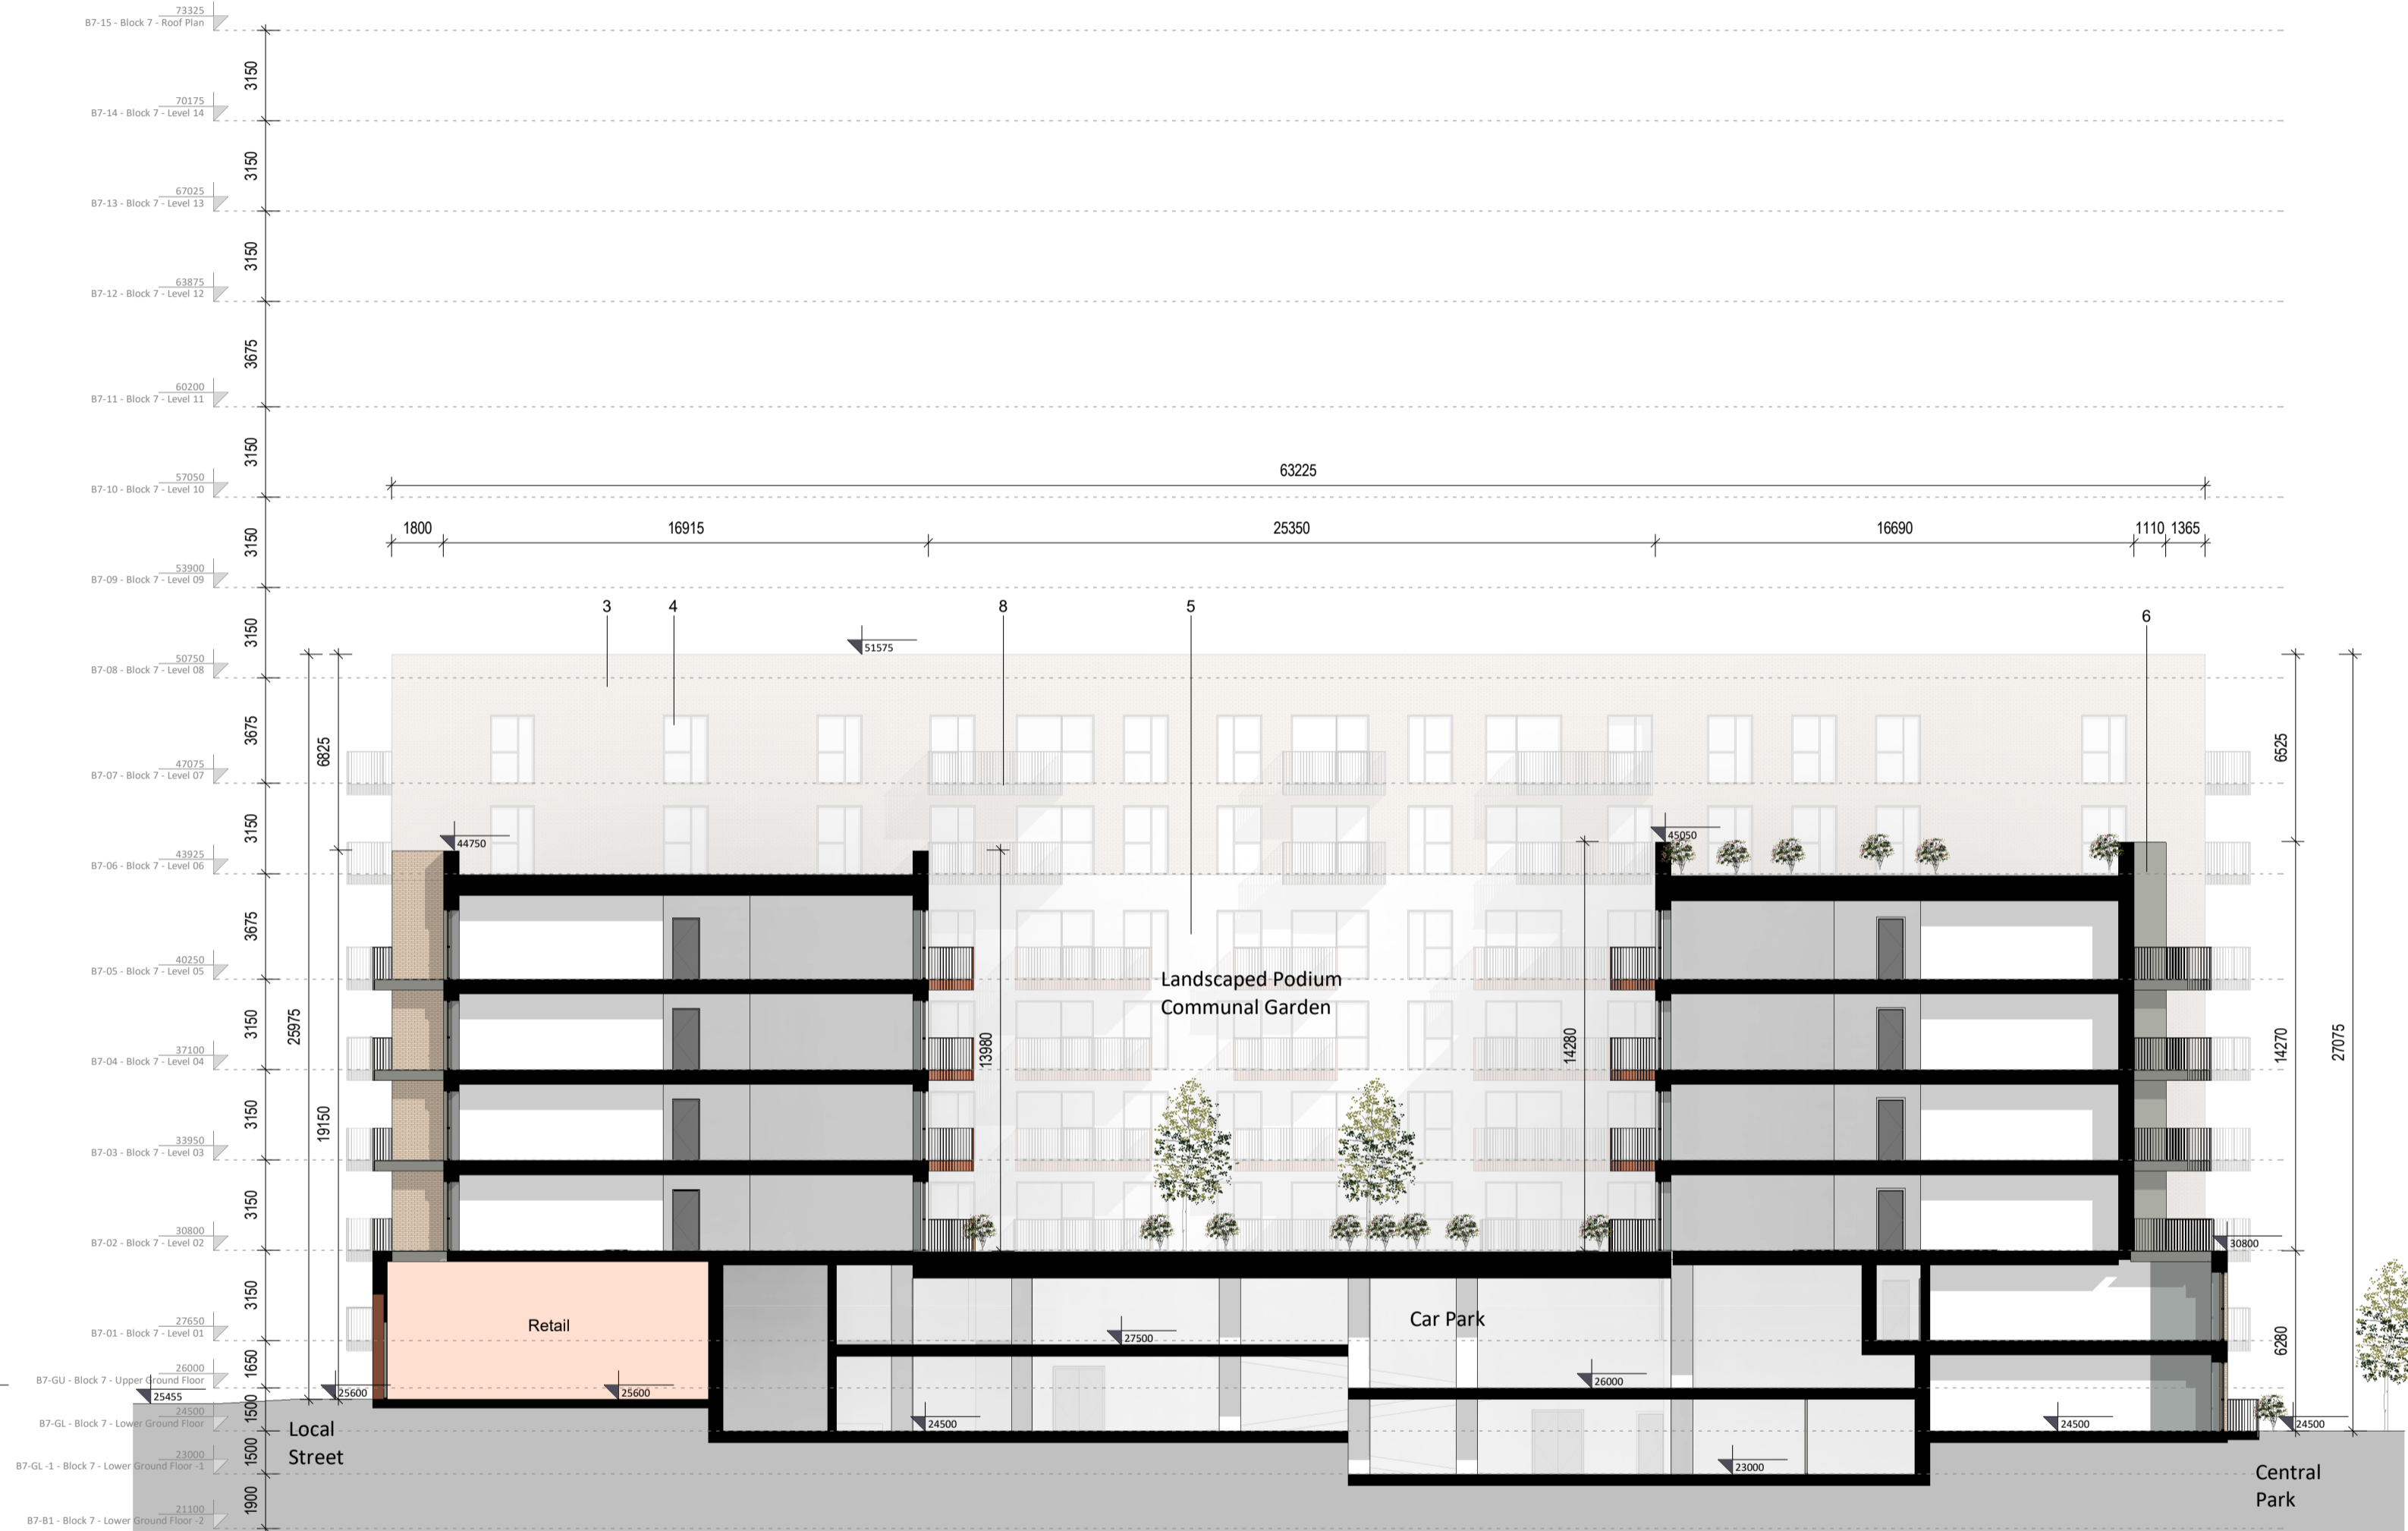 73325
B7-15 - Block 7 - Roof Plan
3150
70175
B7-14 - Block 7 - Level 14
3150
67025
B7-13 - Block 7 - Level 13
3150
63875
B7-12 - Block 7 - Level 12
3675
60200
B7-11 - Block 7 - Level 11
3150
57050
B7-10 - Block 7 - Level 10
63225
1800 16915 25350 16690 1110 1365
3150
53900
B7-09 - Block 7 - Level 09
3 4 8 5 6
3150
51575
50750
B7-08 - Block 7 - Level 08
3675
6825
6525
47075
B7-07 - Block 7 - Level 07
3150
44750
45050
43925
B7-06 - Block 7 - Level 06
3675
40250
B7-05 - Block 7 - Level 05
Landscaped Podium
Communal Garden
3150
25975
13980
14280
14270
27075
37100
B7-04 - Block 7 - Level 04
3150
19150
33950
B7-03 - Block 7 - Level 03
3150
30800
B7-02 - Block 7 - Level 02
30800
3150
Retail
Car Park
27650
B7-01 - Block 7 - Level 01
27500
6280
1650
26000
B7-GU - Block 7 - Upper Ground Floor
25455
25600
25600
26000
1500
24500
B7-GL - Block 7 - Lower Ground Floor
24500
24500
24500
Local
Street
1500
23000
B7-GL -1 - Block 7 - Lower Ground Floor -1
23000
Central
Park
1900
21100
B7-B1 - Block 7 - Lower Ground Floor -2